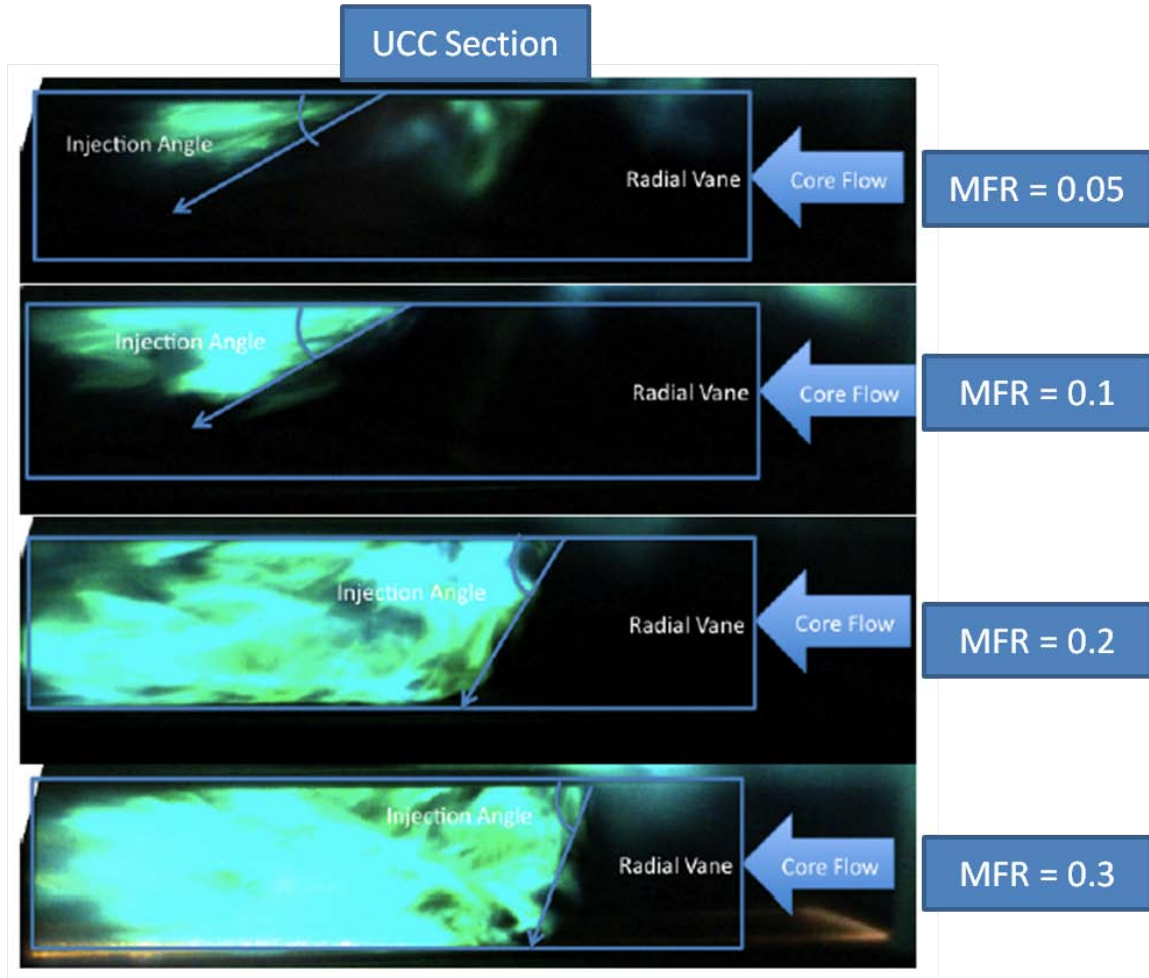 UCC Section
Injection Angle
Radial Vane
Core Flow
MFR = 0.05
Injection Angle
Radial Vane
Core Flow
MFR = 0.1
Injection Angle
Radial Vane
Core Flow
MFR = 0.2
Injection Angle
Radial Vane
Core Flow
MFR = 0.3